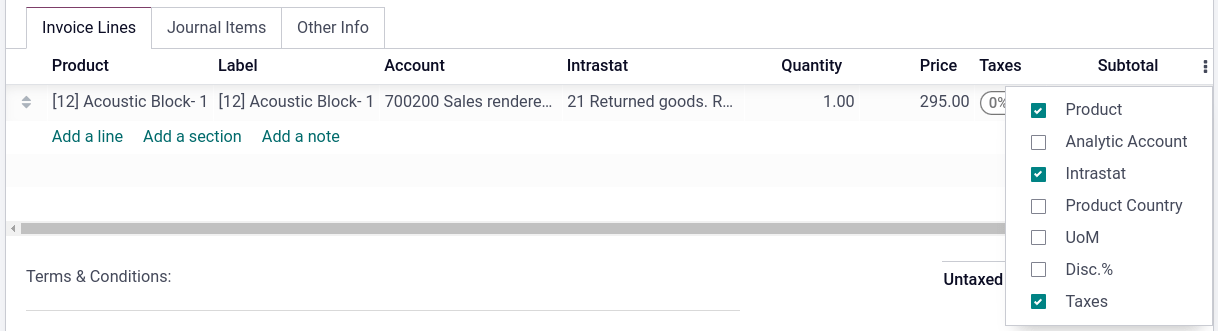 Invoice Lines Journal Items Other Info
Product Label Account Intrastat Quantity Price Taxes Subtotal
[12] Acoustic Block- 1 [12] Acoustic Block- 1 700200 Sales rendere... 21 Returned goods. R... 1.00 295.00 0%
Add a line Add a section Add a note
Terms & Conditions:
Untaxed
Product
Analytic Account
Intrastat
Product Country
UoM
Disc.%
Taxes